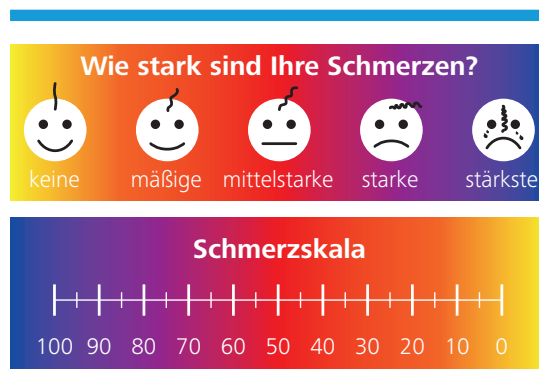 Wie stark sind Ihre Schmerzen?
keine mäßige mittelstarke starke stärkste
Schmerzskala
100 90 80 70 60 50 40 30 20 10 0